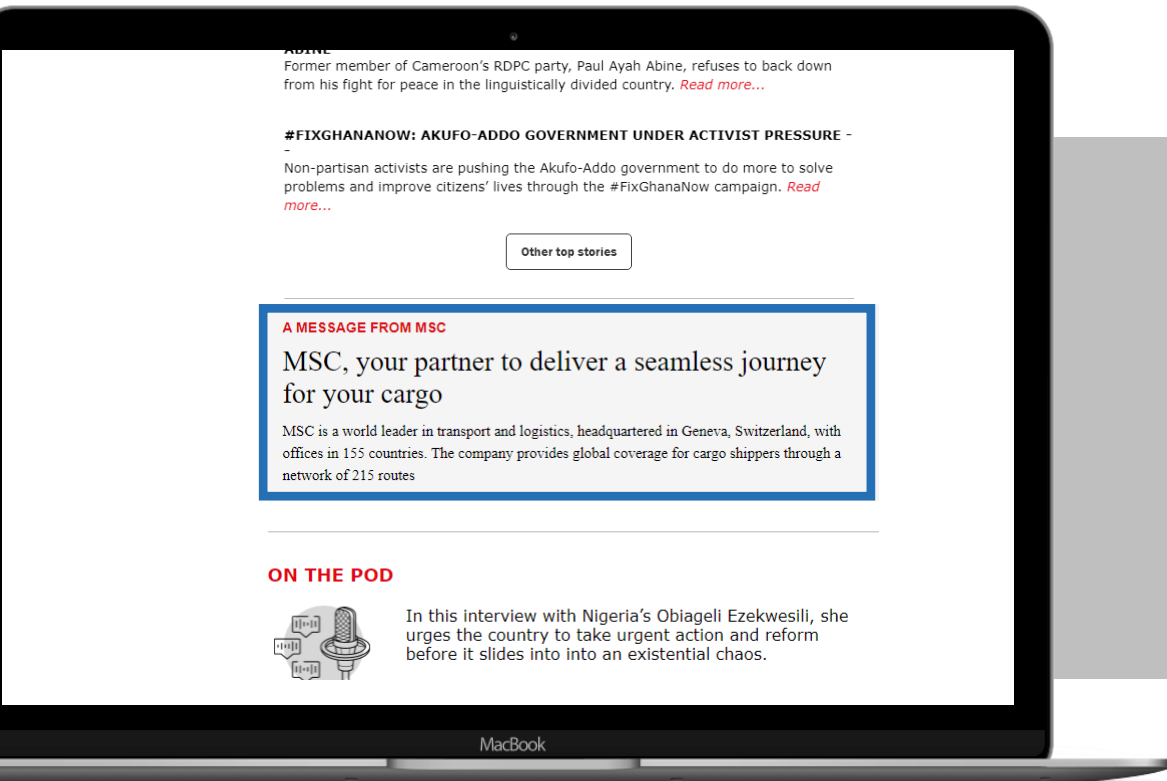 ABINE
Former member of Cameroon’s RDPC party, Paul Ayah Abine, refuses to back down
from his fight for peace in the linguistically divided country. Read more...
#FIXGHANANOW: AKUFO-ADDO GOVERNMENT UNDER ACTIVIST PRESSURE -
-
Non-partisan activists are pushing the Akufo-Addo government to do more to solve
problems and improve citizens’ lives through the #FixGhanaNow campaign. Read
more...
Other top stories
A MESSAGE FROM MSC
MSC, your partner to deliver a seamless journey
for your cargo
MSC is a world leader in transport and logistics, headquartered in Geneva, Switzerland, with
offices in 155 countries. The company provides global coverage for cargo shippers through a
network of 215 routes
ON THE POD
In this interview with Nigeria’s Obiageli Ezekwesili, she
urges the country to take urgent action and reform
before it slides into into an existential chaos.
MacBook